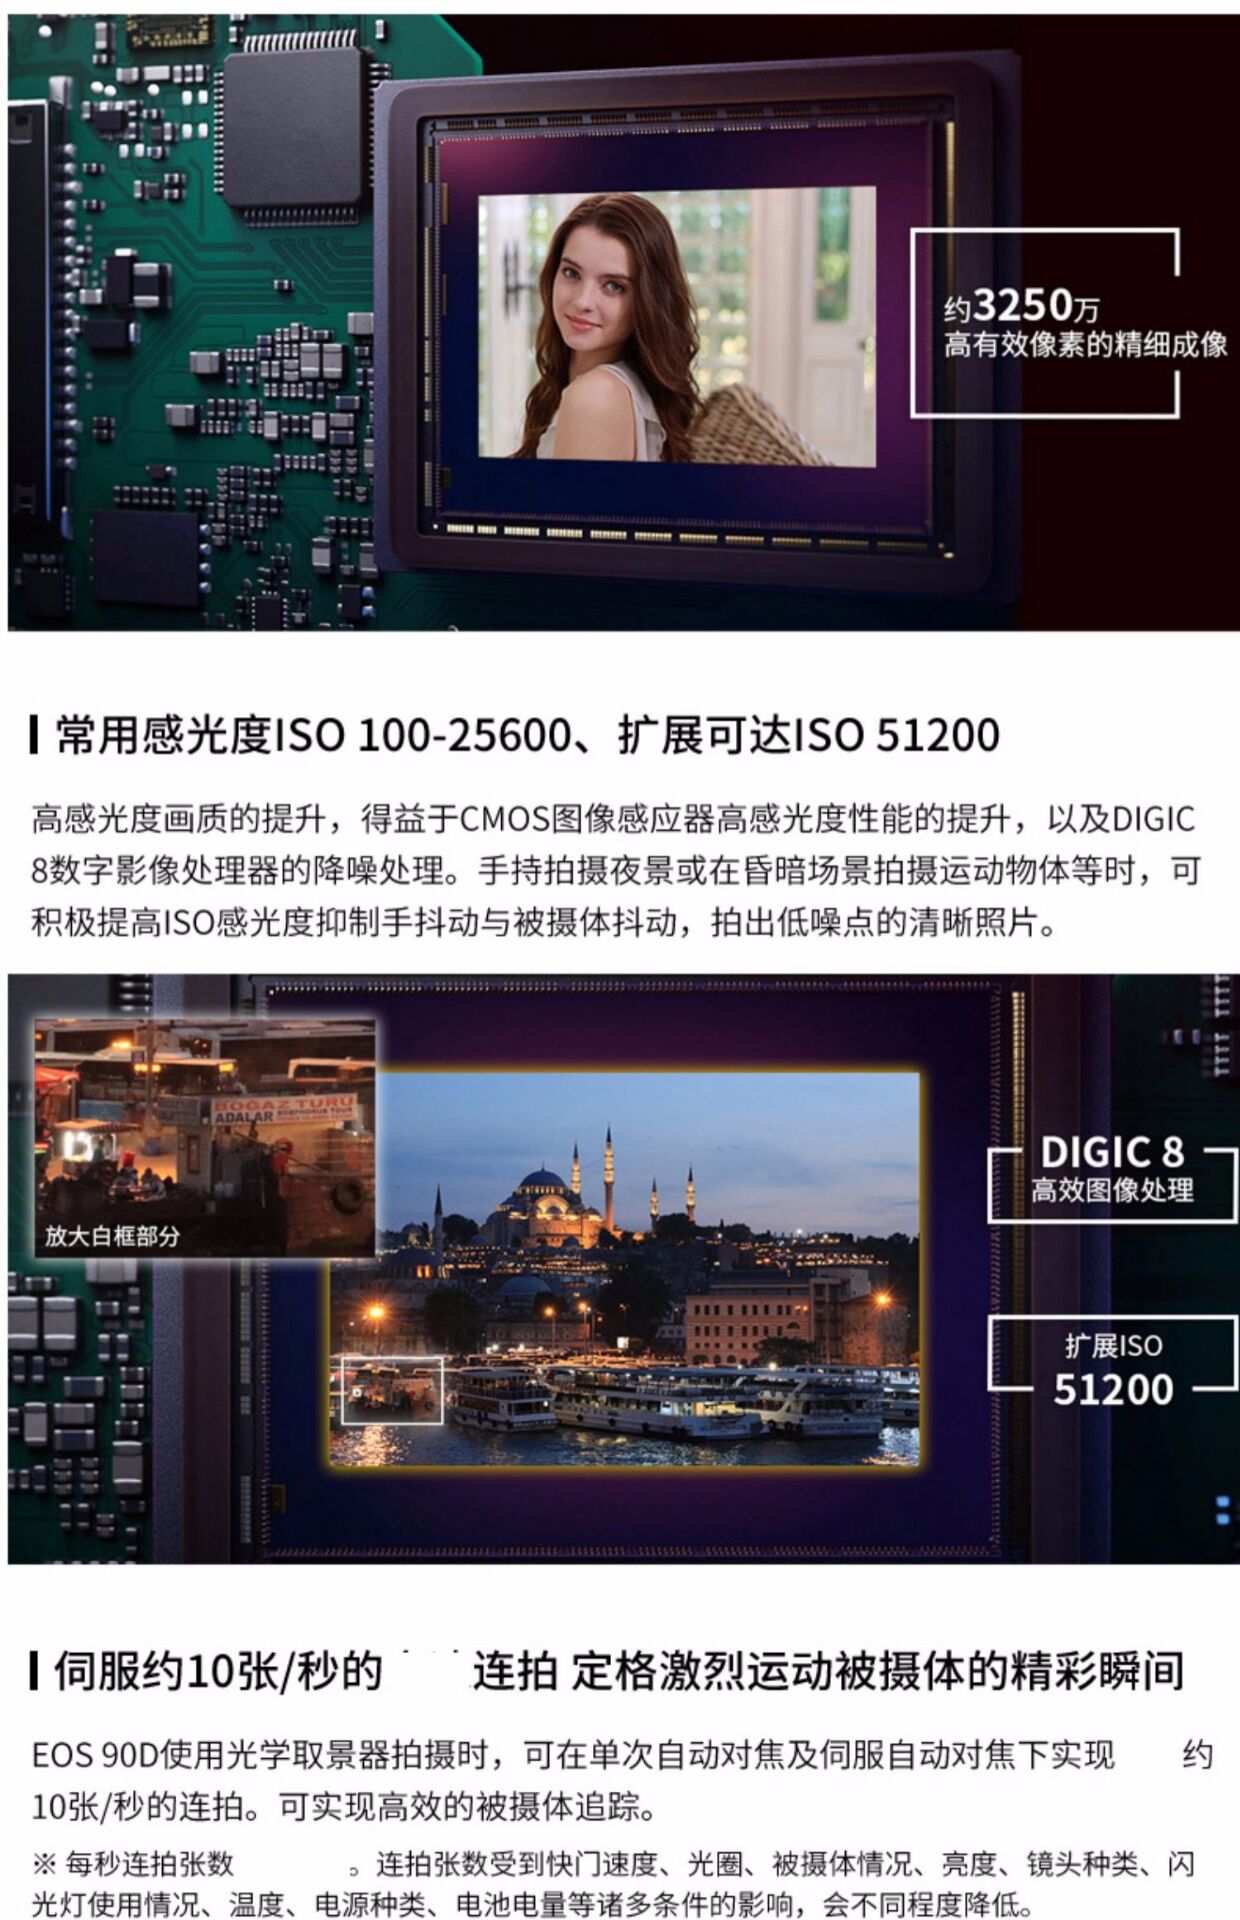 约3250万
高有效像素的精细成像
常用感光度ISO 100-25600、扩展可达ISO 51200
高感光度画质的提升，得益于CMOS图像感应器高感光度性能的提升，以及DIGIC
8数字影像处理器的降噪处理。手持拍摄夜景或在昏暗场景拍摄运动物体等时，可
积极提高ISO感光度抑制手抖动与被摄体抖动，拍出低噪点的清晰照片。
BOGAZ TURU
ADALAR BOSPHORUS TOUR
放大白框部分
DIGIC 8
高效图像处理
扩展ISO
51200
伺服约10张/秒的 连拍 定格激烈运动被摄体的精彩瞬间
EOS 90D使用光学取景器拍摄时，可在单次自动对焦及伺服自动对焦下实现 约
10张/秒的连拍。可实现高效的被摄体追踪。
※ 每秒连拍张数 。连拍张数受到快门速度、光圈、被摄体情况、亮度、镜头种类、闪
光灯使用情况、温度、电源种类、电池电量等诸多条件的影响，会不同程度降低。